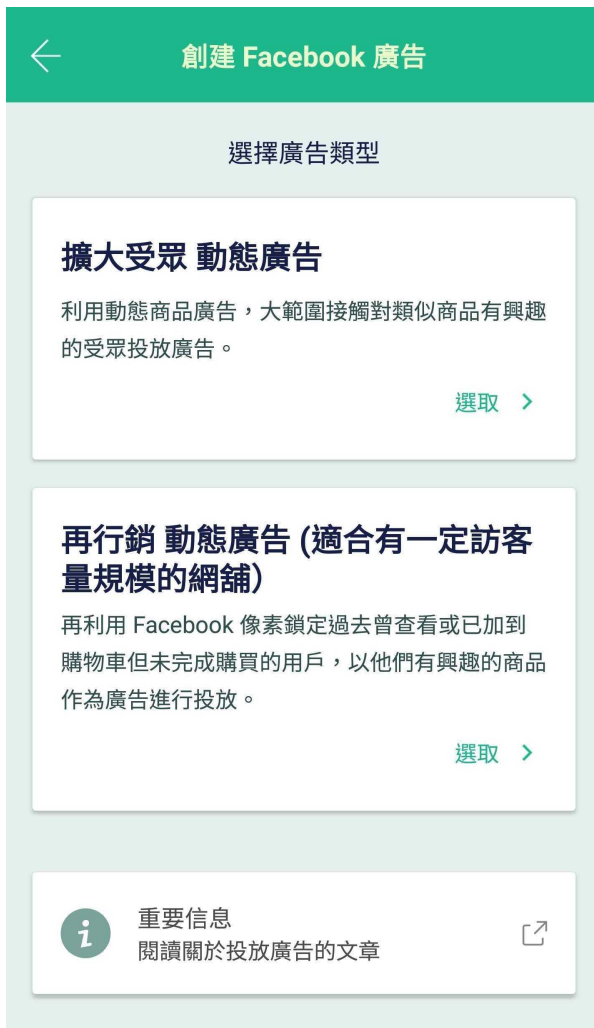 創建 Facebook 廣告
選擇廣告類型
擴大受眾 動態廣告
利用動態商品廣告，大範圍接觸對類似商品有興趣
的受眾投放廣告。
選取
再行銷 動態廣告 (適合有一定訪客
量規模的網舖）
再利用 Facebook 像素鎖定過去曾查看或已加到
購物車但未完成購買的用戶，以他們有興趣的商品
作為廣告進行投放。
選取
重要信息
閱讀關於投放廣告的文章